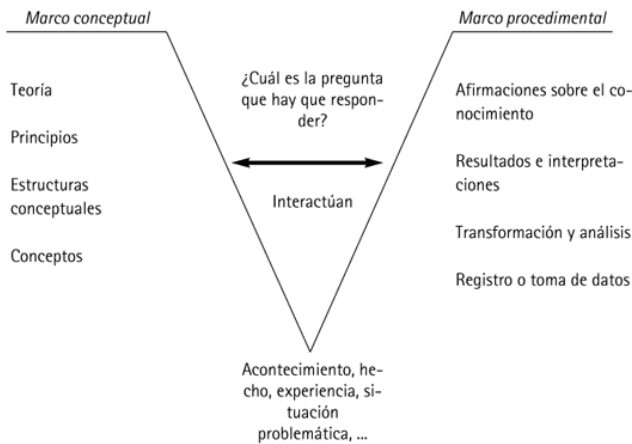 Marco conceptual
Teoría
Principios
Estructuras
conceptuales
Conceptos
¿Cuál es la pregunta
que hay que respon-
der?
Interactúan
Marco procedimental
Afirmaciones sobre el co-
nocimiento
Resultados e interpreta-
ciones
Transformación y análisis
Registro o toma de datos
Acontecimiento, he-
cho, experiencia, si-
tuación
problemática, ...